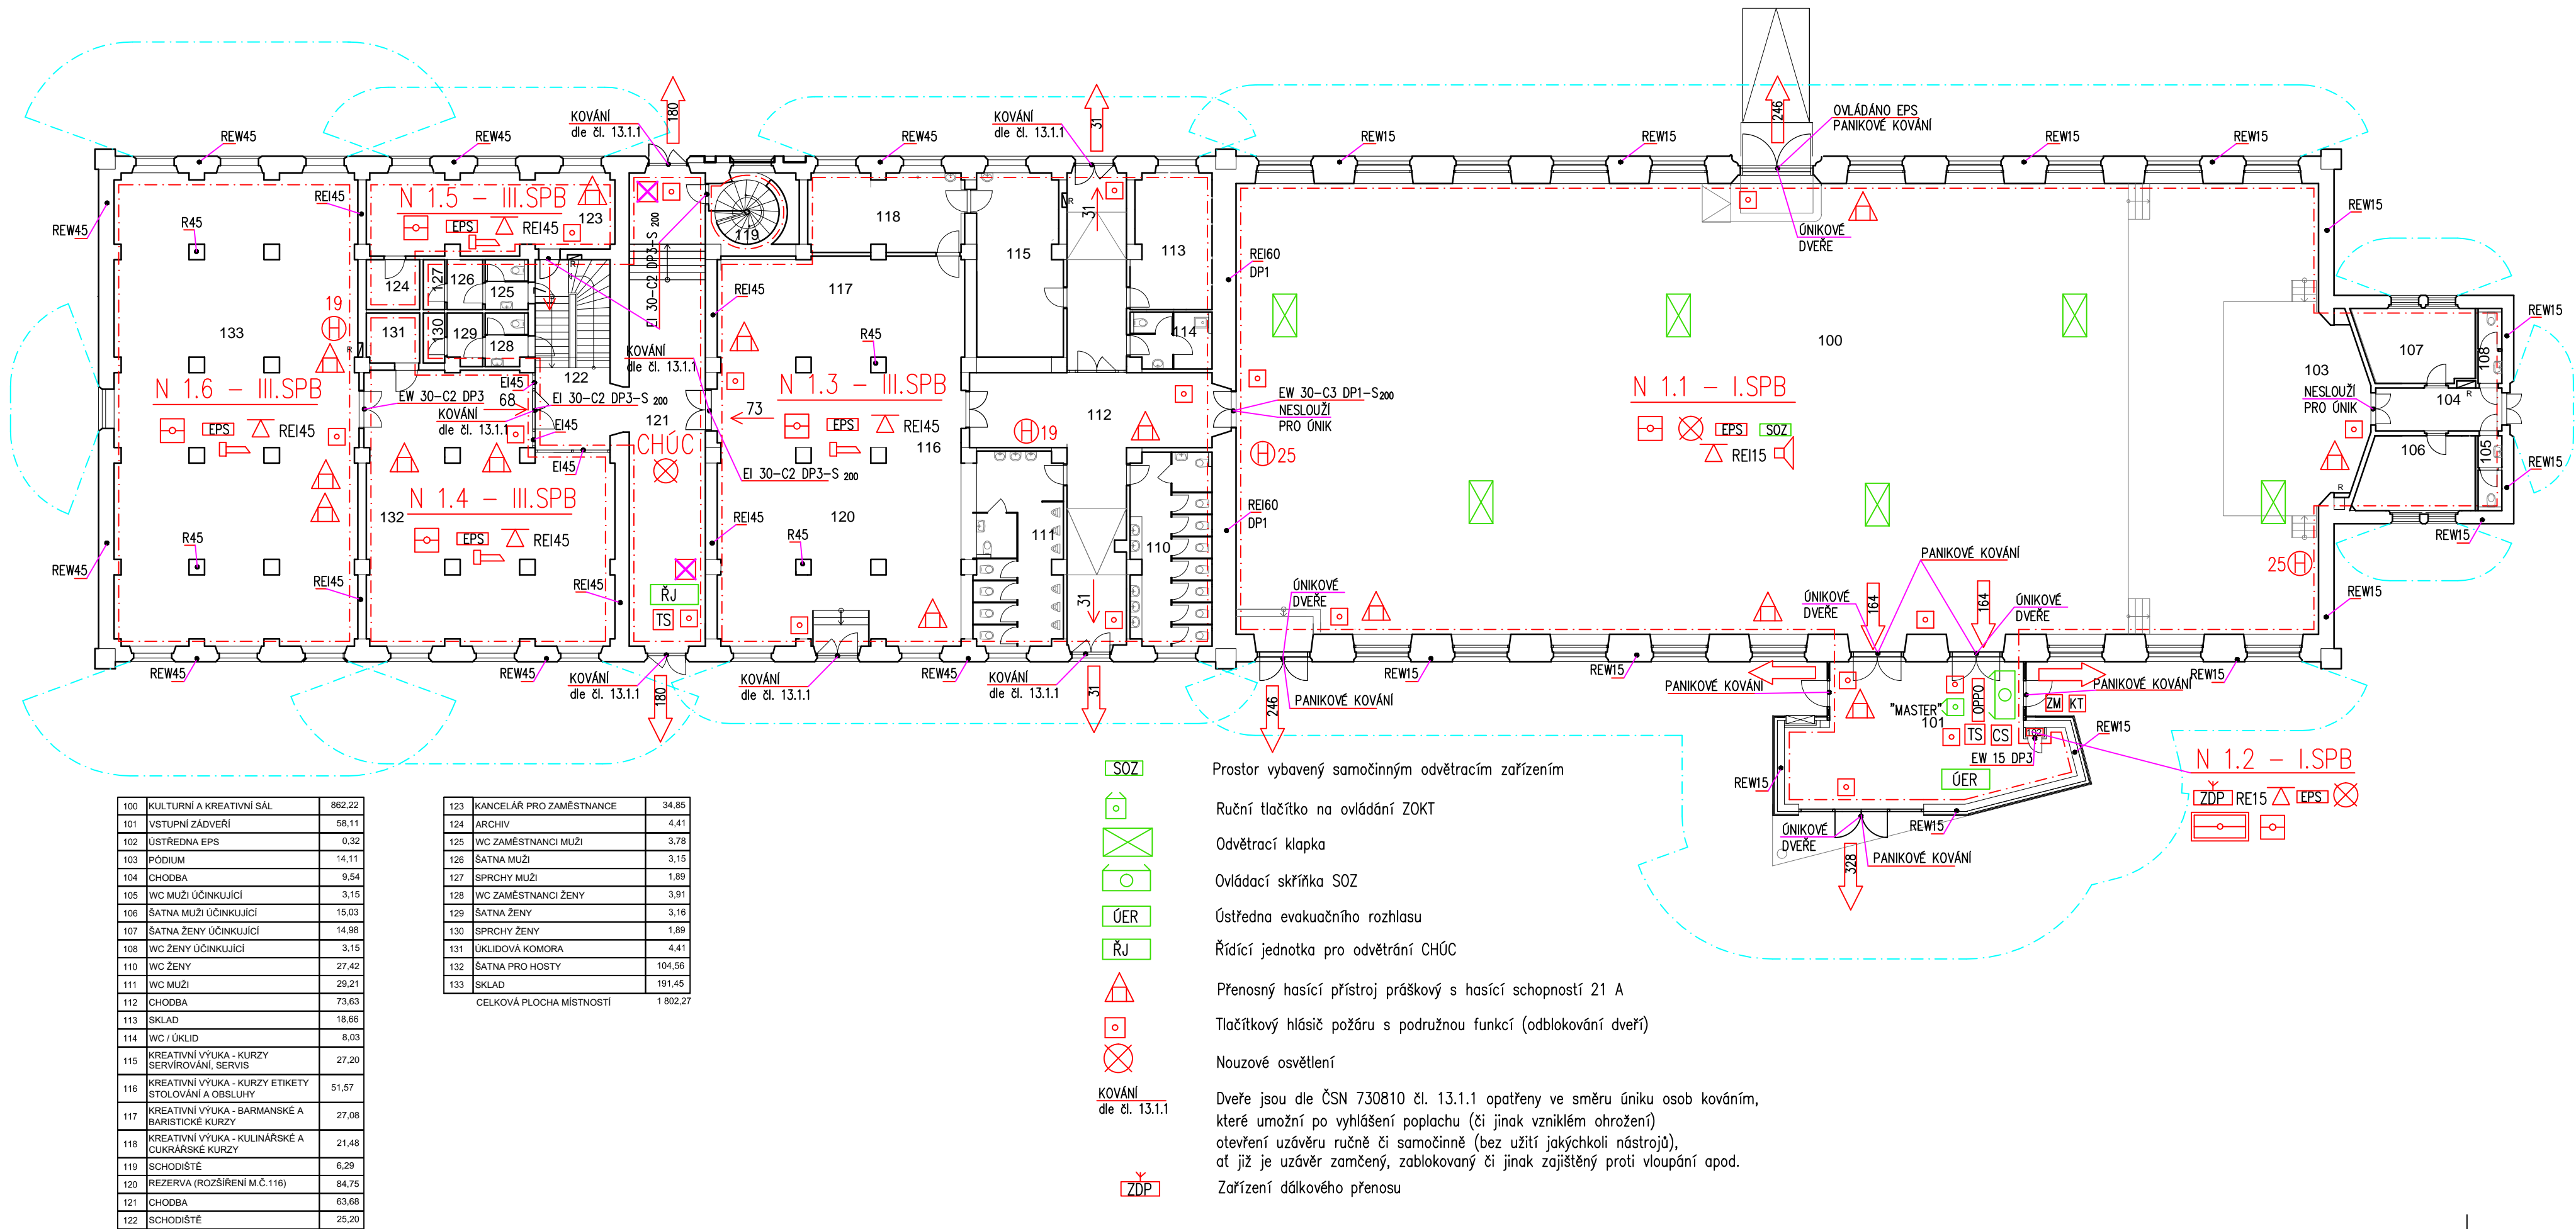 KOVÁNÍ
dle čl. 13.1.1
180
KOVÁNÍ
dle čl. 13.1.1
31
246
OVLÁDÁNO EPS
PANIKOVÉ KOVÁNÍ
REW45
REW45
REW45
REW15
REW15
REW15
REW15
REI45
N 1.5 – III.SPB
123
EPS
REI45
REW45
R45
EI 30-C2 DP3-S 200
119
118
115
R
31
113
ÚNIKOVÉ
DVEŘE
REW15
REI60
DP1
124
127
126
125
7
R
117
19
133
131
130
129
128
R
REI45
R45
114
100
107
108
REW15
KOVÁNÍ
dle čl. 13.1.1
122
EI45
N 1.6 – III.SPB
EPS
REI45
EW 30-C2 DP3
68
EI 30-C2 DP3-S 200
KOVÁNÍ
dle čl. 13.1.1
EI45
EI45
121
CHÚC
N 1.3 – III.SPB
73
EPS
REI45
116
EI 30-C2 DP3-S 200
112
19
EW 30-C3 DP1-S200
NESLOUŽÍ
PRO ÚNIK
25
N 1.1 – I.SPB
EPS
SOZ
REI15
103
NESLOUŽÍ
PRO ÚNIK
104
R
106
105
REW15
R
REW15
N 1.4 – III.SPB
132
EPS
REI45
R45
REW45
REI45
REI45
REI45
120
R45
111
110
REI60
DP1
25
REW15
ŘJ
TS
31
PANIKOVÉ KOVÁNÍ
ÚNIKOVÉ
DVEŘE
ÚNIKOVÉ
DVEŘE
164
164
ÚNIKOVÉ
DVEŘE
REW45
REW45
KOVÁNÍ
dle čl. 13.1.1
180
KOVÁNÍ
dle čl. 13.1.1
REW45
KOVÁNÍ
dle čl. 13.1.1
31
246
PANIKOVÉ KOVÁNÍ
REW15
REW15
PANIKOVÉ KOVÁNÍ
PANIKOVÉ KOVÁNÍ
REW15
"MASTER"
101
OPPO
TS
CS
ZM
KT
102
REW15
EW 15 DP3
ÚER
REW15
N 1.2 – I.SPB
ZDP
RE15
EPS
ÚNIKOVÉ
DVEŘE
REW15
PANIKOVÉ KOVÁNÍ
328
100 KULTURNÍ A KREATIVNÍ SÁL 862,22
101 VSTUPNÍ ZÁDVEŘÍ 58,11
102 ÚSTŘEDNA EPS 0,32
103 PÓDIUM 14,11
104 CHODBA 9,54
105 WC MUŽI ÚČINKUJÍCÍ 3,15
106 ŠATNA MUŽI ÚČINKUJÍCÍ 15,03
107 ŠATNA ŽENY ÚČINKUJÍCÍ 14,98
108 WC ŽENY ÚČINKUJÍCÍ 3,15
110 WC ŽENY 27,42
111 WC MUŽI 29,21
112 CHODBA 73,63
113 SKLAD 18,66
114 WC / ÚKLID 8,03
115 KREATIVNÍ VÝUKA - KURZY
SERVÍROVÁNÍ, SERVIS 27,20
116 KREATIVNÍ VÝUKA - KURZY ETIKETY
STOLOVÁNÍ A OBSLUHY 51,57
117 KREATIVNÍ VÝUKA - BARMANSKÉ A
BARISTICKÉ KURZY 27,08
118 KREATIVNÍ VÝUKA - KULINÁŘSKÉ A
CUKRÁŘSKÉ KURZY 21,48
119 SCHODIŠTĚ 6,29
120 REZERVA (ROZŠÍŘENÍ M.Č.116) 84,75
121 CHODBA 63,68
122 SCHODIŠTĚ 25,20
123 KANCELÁŘ PRO ZAMĚSTNANCE 34,85
124 ARCHIV 4,41
125 WC ZAMĚSTNANCI MUŽI 3,78
126 ŠATNA MUŽI 3,15
127 SPRCHY MUŽI 1,89
128 WC ZAMĚSTNANCI ŽENY 3,91
129 ŠATNA ŽENY 3,16
130 SPRCHY ŽENY 1,89
131 ÚKLIDOVÁ KOMORA 4,41
132 ŠATNA PRO HOSTY 104,56
133 SKLAD 191,45
CELKOVÁ PLOCHA MÍSTNOSTÍ 1 802,27
SOZ Prostor vybavený samočinným odvětracím zařízením
Ruční tlačítko na ovládání ZOKT
Odvětrací klapka
Ovládací skříňka SOZ
ÚER Ústředna evakuačního rozhlasu
ŘJ Řídící jednotka pro odvětrání CHÚC
Přenosný hasící přístroj práškový s hasící schopností 21 A
Tlačítkový hlásič požáru s podružnou funkcí (odblokování dveří)
Nouzové osvětlení
KOVÁNÍ
dle čl. 13.1.1
Dveře jsou dle ČSN 730810 čl. 13.1.1 opatřeny ve směru úniku osob kováním,
které umožní po vyhlášení poplachu (či jinak vzniklém ohrožení)
otevření uzávěru ručně či samočinně (bez užití jakýchkoli nástrojů),
ať již je uzávěr zamčený, zablokovaný či jinak zajištěný proti vloupání apod.
ZDP Zařízení dálkového přenosu